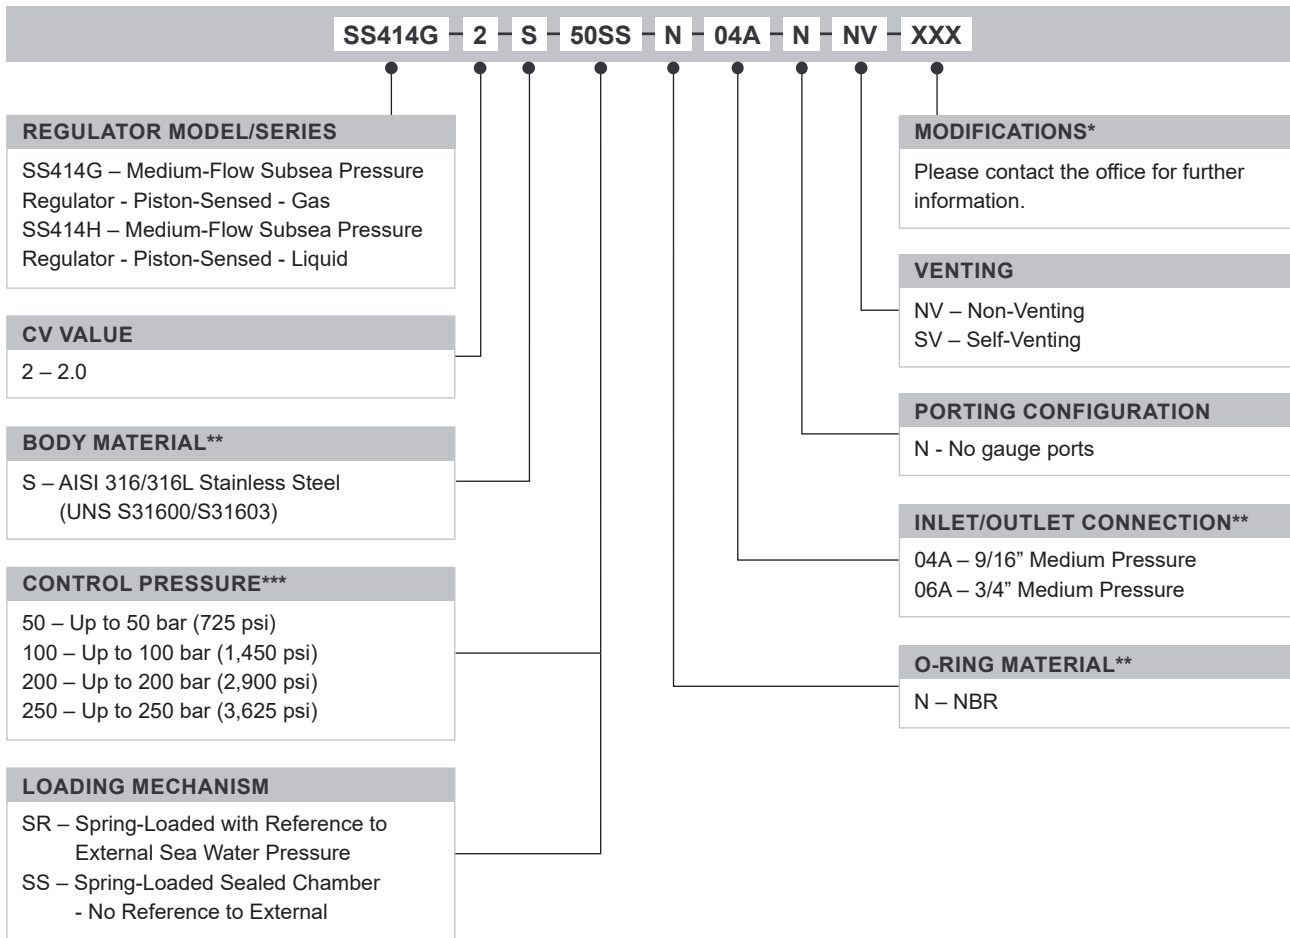 SS414G – 2 – S – 50SS – N – 04A – N – NV – XXX
REGULATOR MODEL/SERIES
SS414G – Medium-Flow Subsea Pressure
Regulator - Piston-Sensed - Gas
SS414H – Medium-Flow Subsea Pressure
Regulator - Piston-Sensed - Liquid
CV VALUE
2 – 2.0
BODY MATERIAL**
S – AISI 316/316L Stainless Steel
(UNS S31600/S31603)
CONTROL PRESSURE***
50 – Up to 50 bar (725 psi)
100 – Up to 100 bar (1,450 psi)
200 – Up to 200 bar (2,900 psi)
250 – Up to 250 bar (3,625 psi)
LOADING MECHANISM
SR – Spring-Loaded with Reference to
External Sea Water Pressure
SS – Spring-Loaded Sealed Chamber
- No Reference to External
MODIFICATIONS*
Please contact the office for further
information.
VENTING
NV – Non-Venting
SV – Self-Venting
PORTING CONFIGURATION
N - No gauge ports
INLET/OUTLET CONNECTION**
04A – 9/16” Medium Pressure
06A – 3/4” Medium Pressure
O-RING MATERIAL**
N – NBR